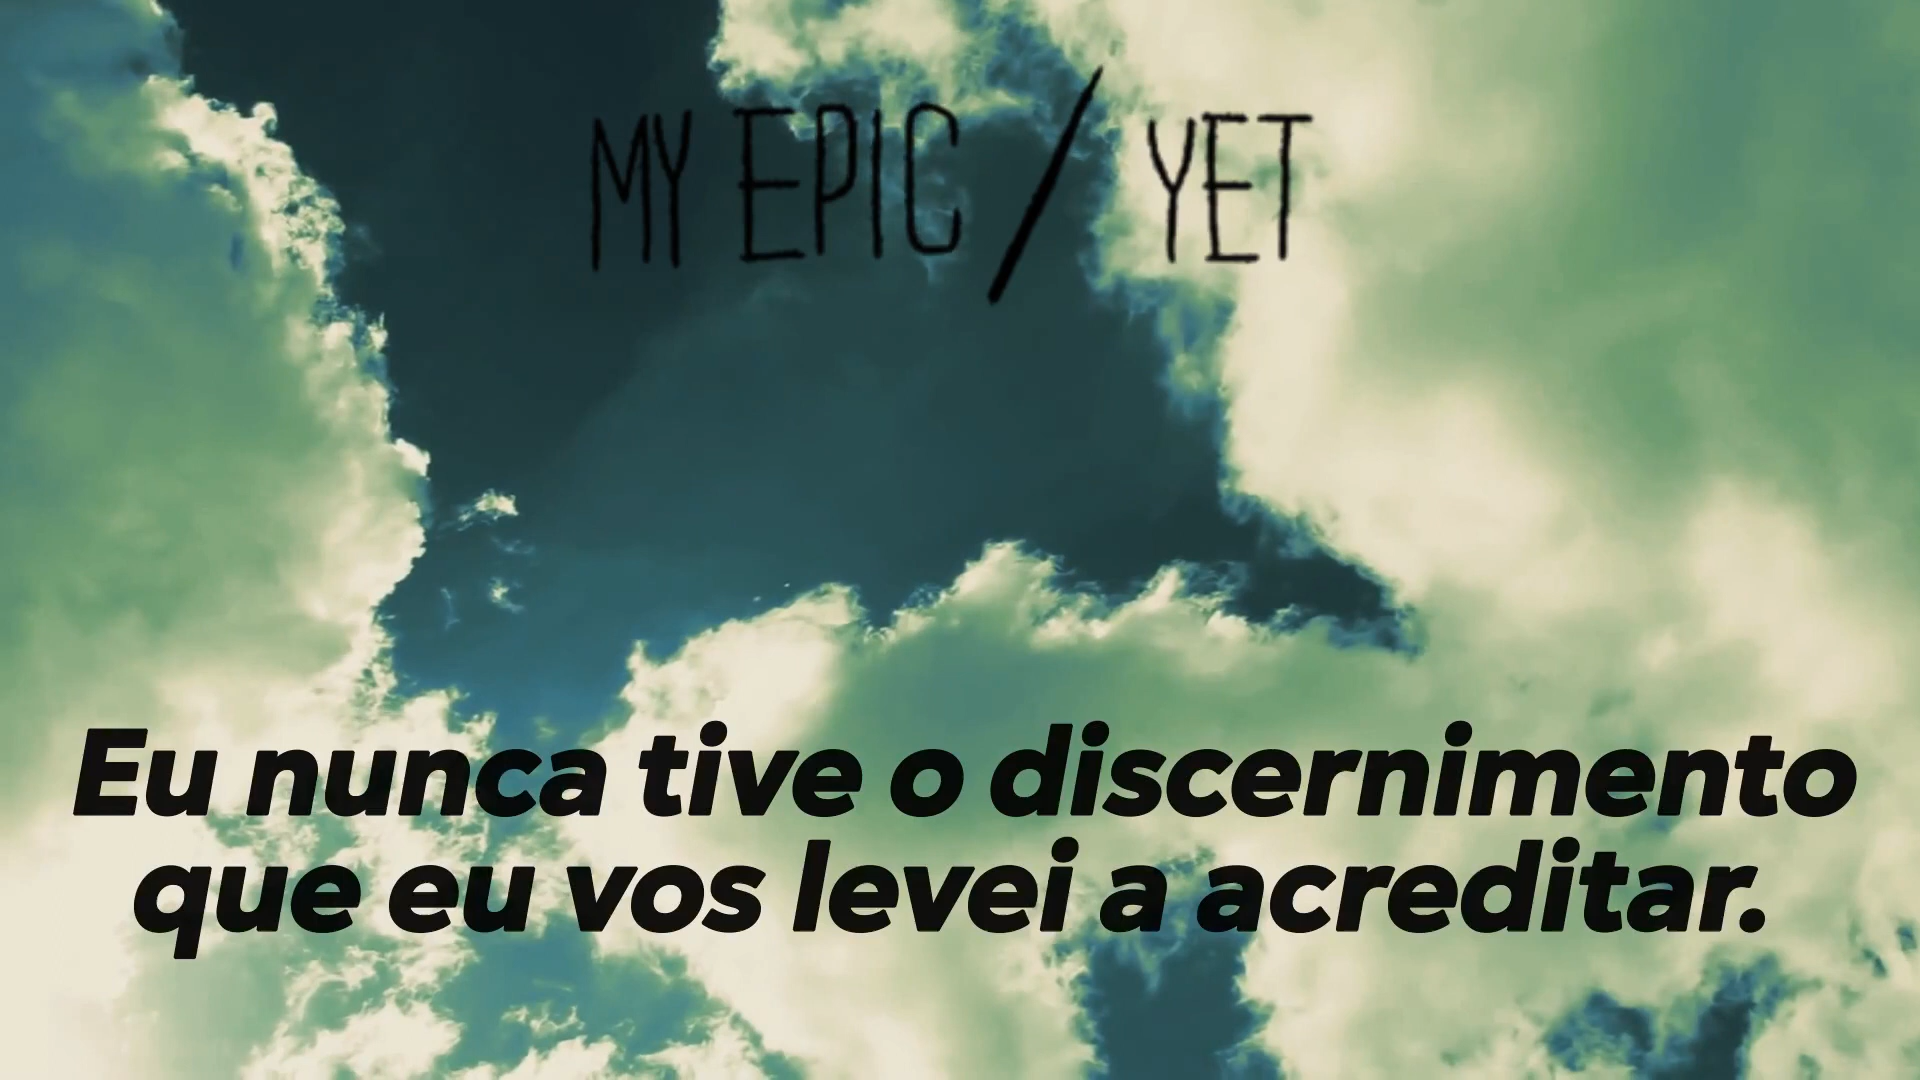 MY EPIC / YET
Eu nunca tive o discernimento
que eu vos levei a acreditar.